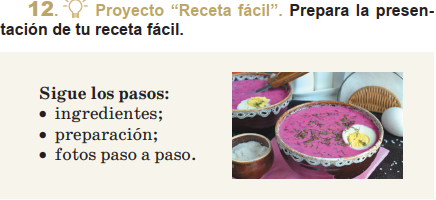 12. Proyecto “Receta fácil”. Prepara la presen-
tación de tu receta fácil.
Sigue los pasos:
• ingredientes;
• preparación;
• fotos paso a paso.